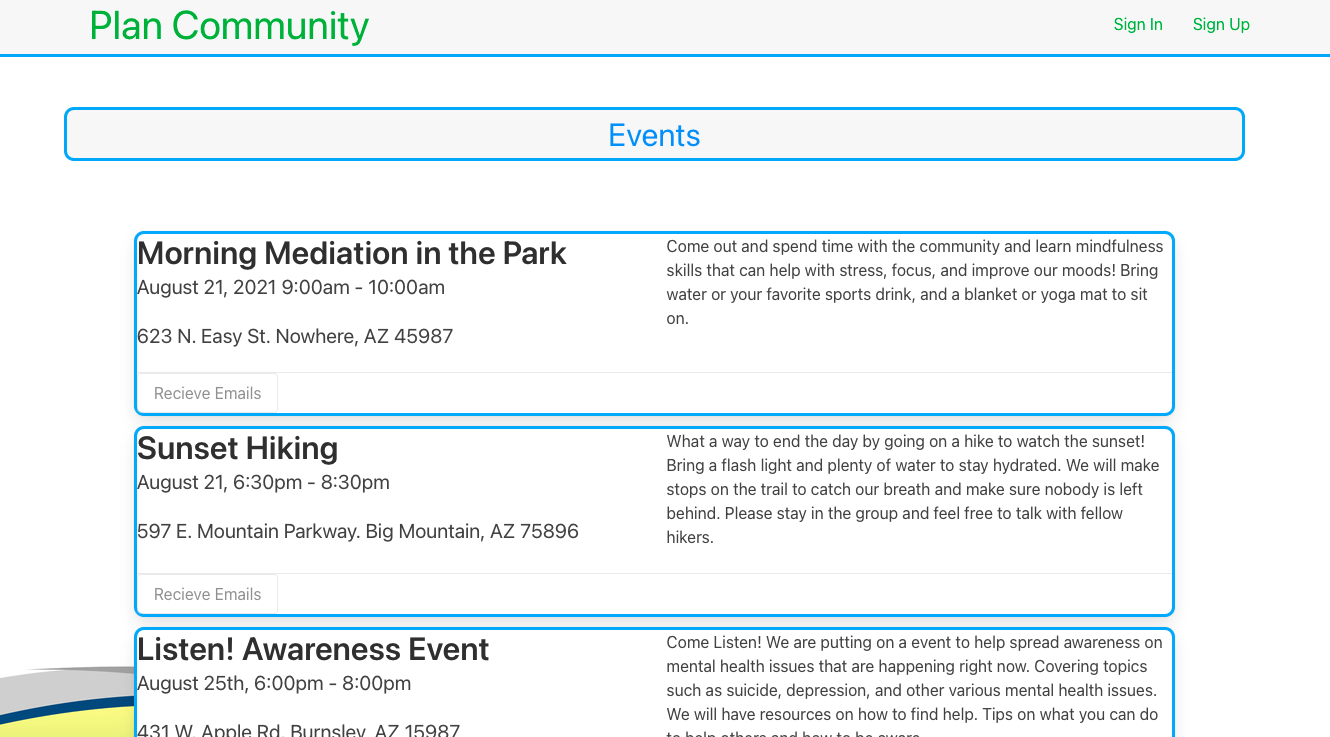 Plan Community
Sign In
Sign Up
Events
Morning Mediation in the Park
August 21, 2021 9:00am - 10:00am
623 N. Easy St. Nowhere, AZ 45987
Come out and spend time with the community and learn mindfulness
skills that can help with stress, focus, and improve our moods! Bring
water or your favorite sports drink, and a blanket or yoga mat to sit
on.
Recieve Emails
Sunset Hiking
August 21, 6:30pm - 8:30pm
597 E. Mountain Parkway. Big Mountain, AZ 75896
What a way to end the day by going on a hike to watch the sunset!
Bring a flash light and plenty of water to stay hydrated. We will make
stops on the trail to catch our breath and make sure nobody is left
behind. Please stay in the group and feel free to talk with fellow
hikers.
Recieve Emails
Listen! Awareness Event
August 25th, 6:00pm - 8:00pm
431 W. Apple Rd. Burnsley, AZ 15987
Come Listen! We are putting on a event to help spread awareness on
mental health issues that are happening right now. Covering topics
such as suicide, depression, and other various mental health issues.
We will have resources on how to find help. Tips on what you can do
to help others and how to be aware.